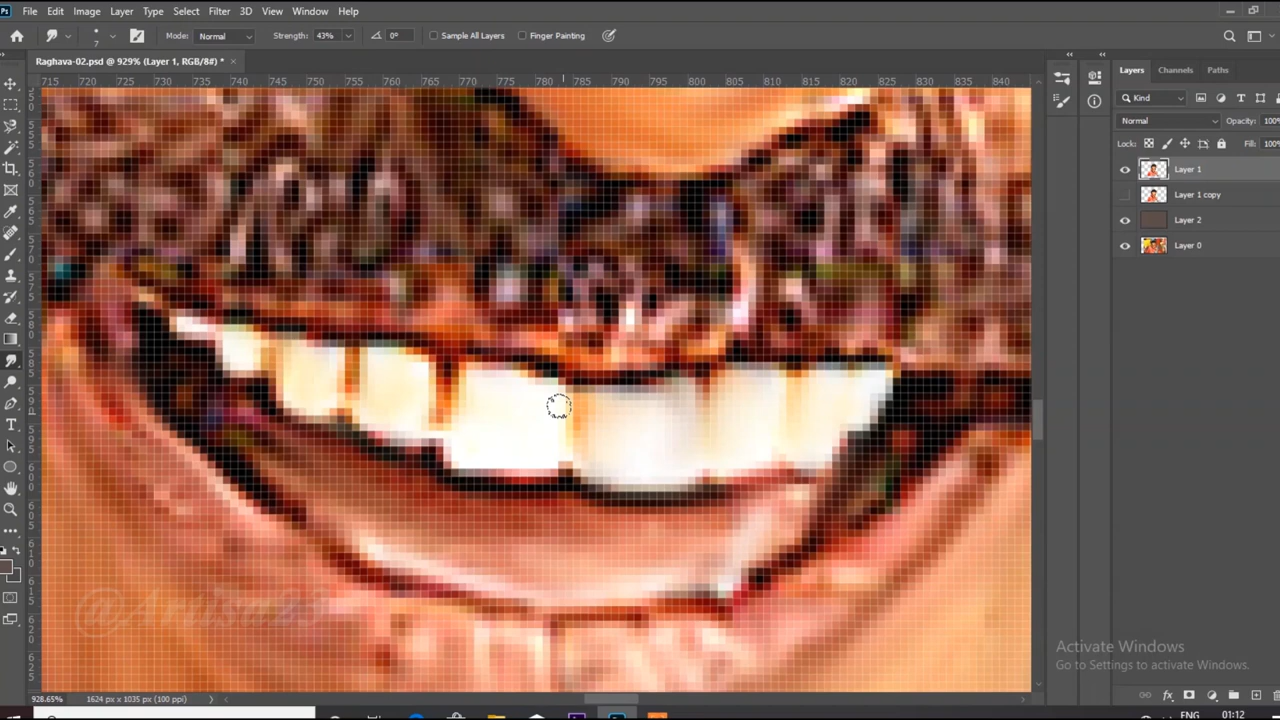 File Edit Image Layer Type Select Filter 3D View Window Help
7 Mode: Normal Strength: 43% 0° Sample All Layers Finger Painting
Raghava-02.psd @ 929% (Layer 1, RGB/8#) *
715 720 725 730 735 740 745 750 755 760 765 770 775 780 785 790 795 800 805 810 815 820 825 830 835 840
Layers Channels Paths
Kind
Normal Opacity: 100%
Lock: Fill: 100%
Layer 1
Layer 1 copy
Layer 2
Layer 0
Activate Windows
Go to Settings to activate Windows.
928.65% 1624 px x 1035 px (100 ppi)
ENG 01:12